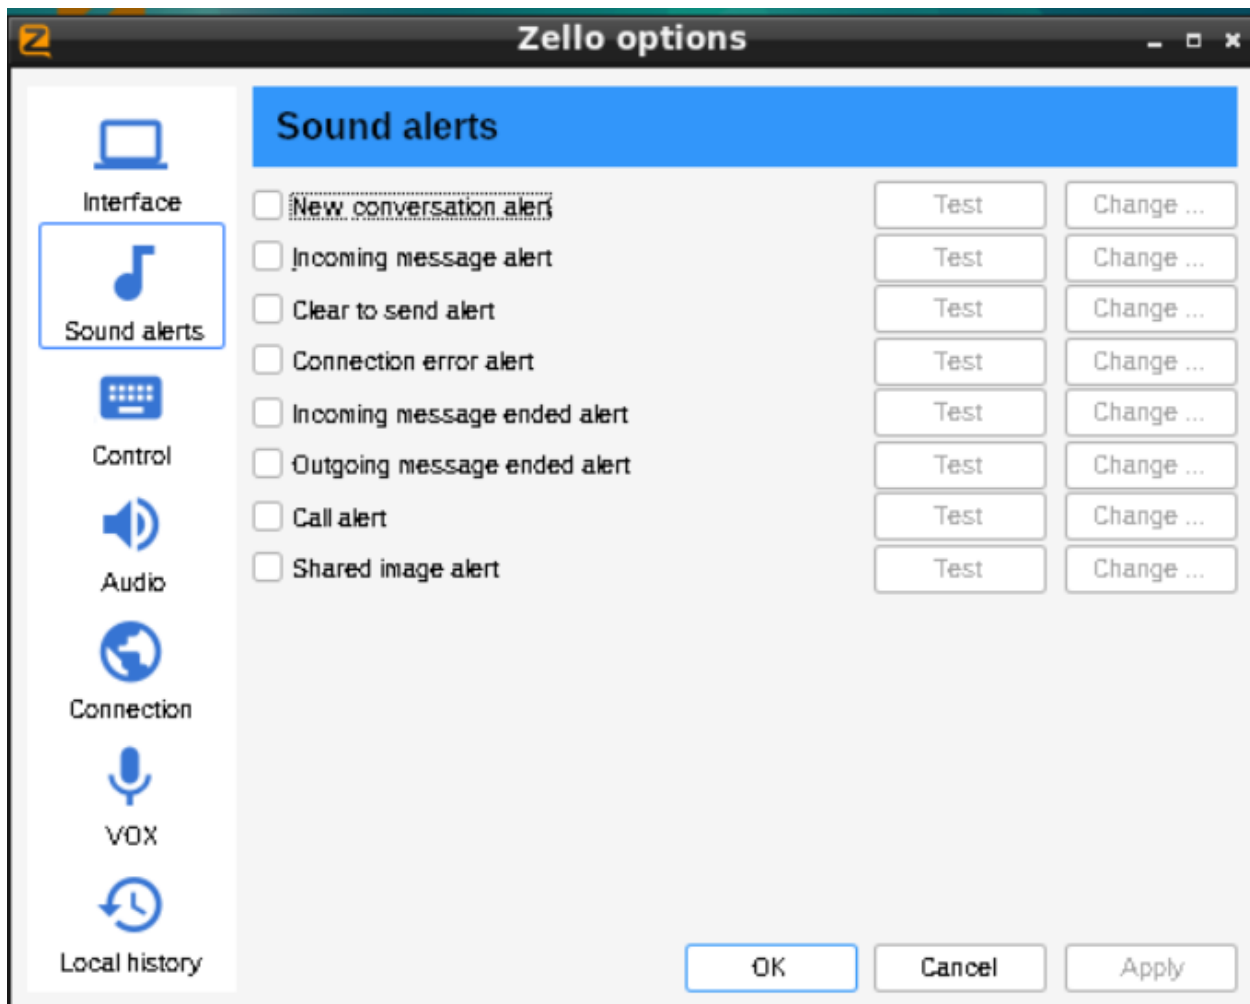 Zello options
Interface
Sound alerts
Control
Audio
Connection
VOX
Local history
Sound alerts
New conversation alert Test Change ...
Incoming message alert Test Change ...
Clear to send alert Test Change ...
Connection error alert Test Change ...
Incoming message ended alert Test Change ...
Outgoing message ended alert Test Change ...
Call alert Test Change ...
Shared image alert Test Change ...
OK Cancel Apply